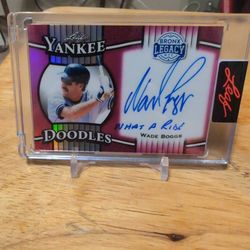 Leaf
YANKEE
DOODLES
BRONX
LEGACY
Wade Boggs
WHAT A RIDE
WADE BOGGS
Leaf